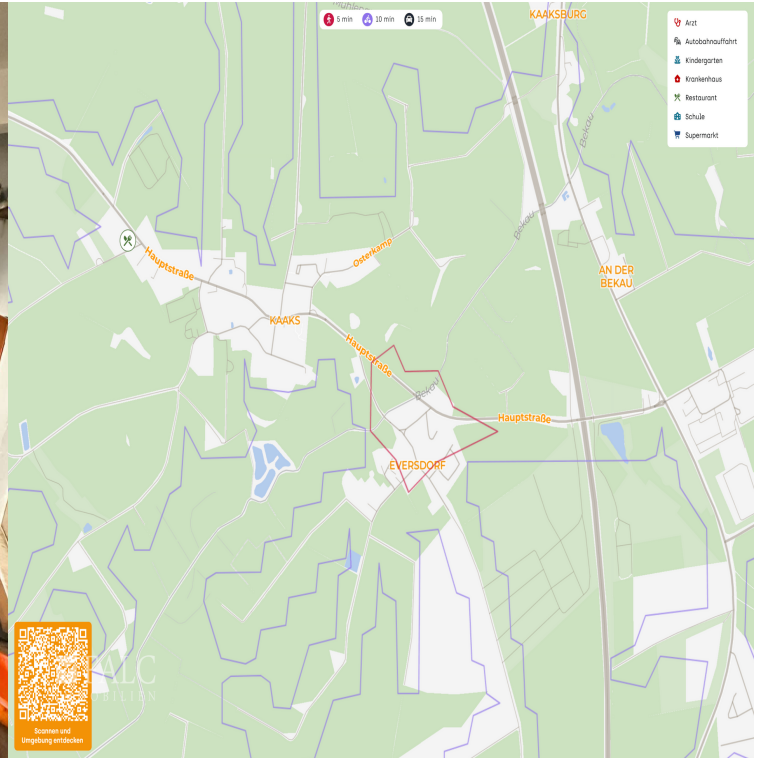 KAAKSBURG
5 min
10 min
15 min
Arzt
Autobahnauffahrt
Kindergarten
Krankenhaus
Restaurant
Schule
Supermarkt
Bekau
Bekau
Hauptstraße
Osterkamp
AN DER
BEKAU
KAAKS
Hauptstraße
Bekau
Hauptstraße
EVERSDORF
Scannen und
Umgebung entdecken